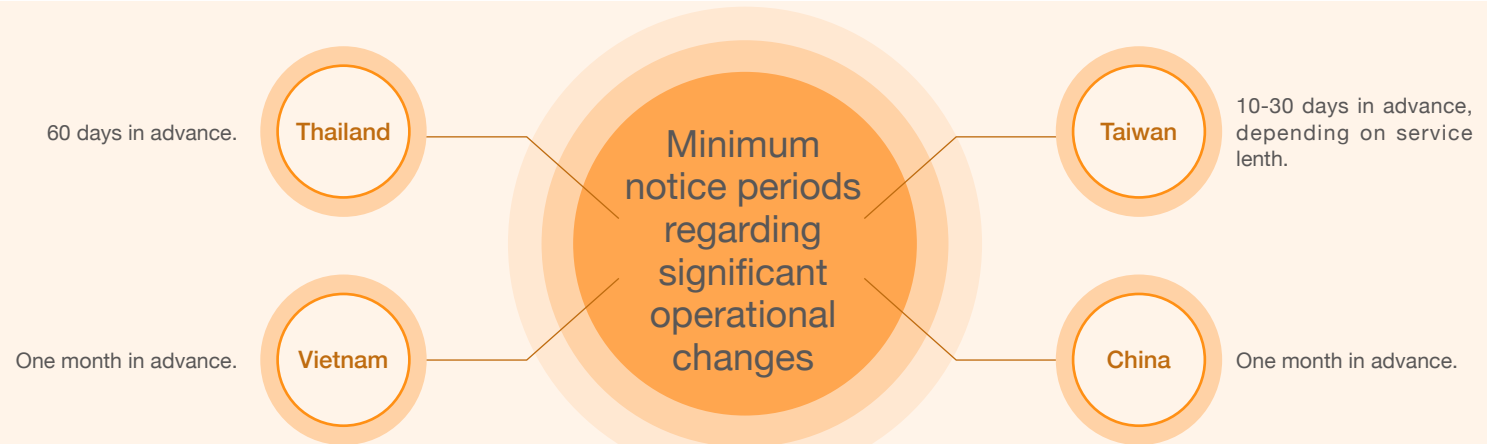 60 days in advance.
Thailand
Minimum
notice periods
regarding
significant
operational
changes
Taiwan
10-30 days in advance,
depending on service
lenth.
One month in advance.
Vietnam
China
One month in advance.